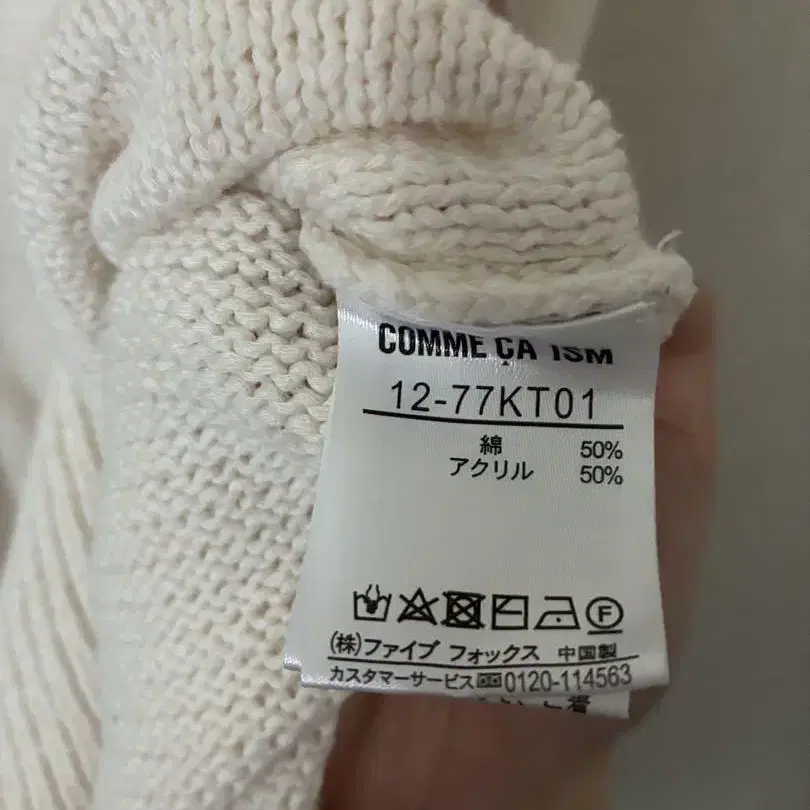 COMME ÇA ISM
12-77KT01
綿 50%
アクリル 50%
(株)ファイブ フォックス 中国製
カスタマーサービス 0120-114563